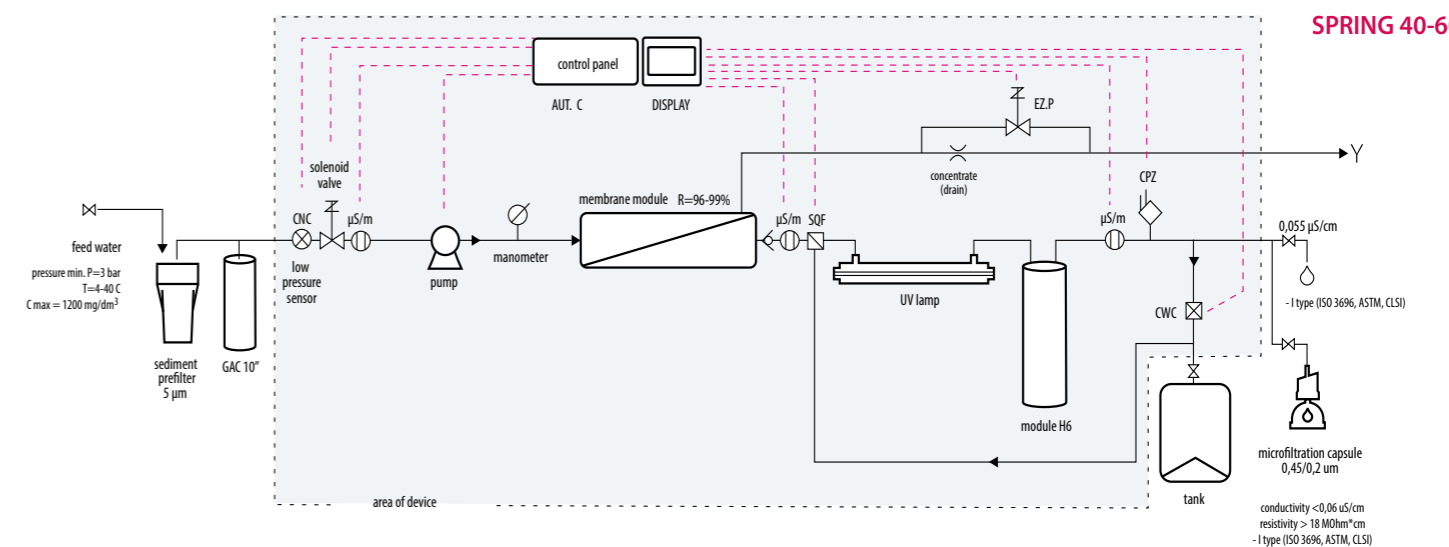 SPRING 40-6
control panel
AUT. C
DISPLAY
EZ.P
solenoid
valve
concentrate
(drain)
CPZ
membrane module R=96-99%
CNC
µS/m
µS/m
SQF
µS/m
0,055 µS/cm
feed water
pressure min. P=3 bar
T=4-40 C
C max = 1200 mg/dm³
low
pressure
sensor
pump
manometer
UV lamp
- I type (ISO 3696, ASTM, CLSI)
CWC
sediment
prefilter
5 µm
GAC 10"
module H6
microfiltration capsule
0,45/0,2 um
area of device
tank
conductivity <0,06 uS/cm
resistivity > 18 MOhm*cm
- I type (ISO 3696, ASTM, CLSI)